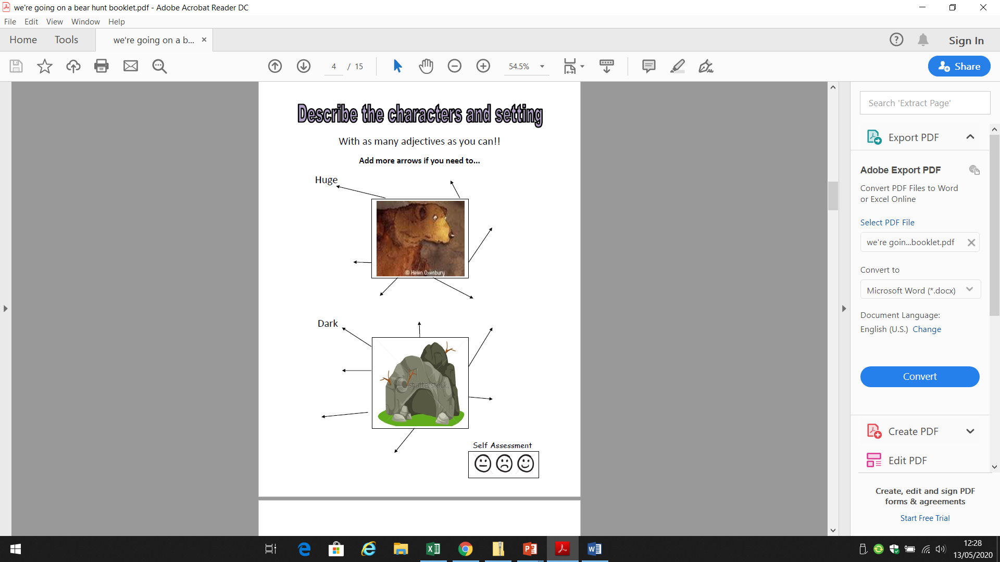 we're going on a bear hunt booklet.pdf - Adobe Acrobat Reader DC
File Edit View Window Help
Home Tools we're going on a b... Sign In
4 / 15 54.5% Share
Describe the characters and setting
With as many adjectives as you can!!
Add more arrows if you need to...
Huge
© Helen Oxenbury
Dark
shutterstock
Self Assessment
Search 'Extract Page'
Export PDF
Adobe Export PDF
Convert PDF Files to Word
or Excel Online
Select PDF File
we're goin...booklet.pdf
Convert to
Microsoft Word (*.docx)
Document Language:
English (U.S.) Change
Convert
Create PDF
Edit PDF
Create, edit and sign PDF
forms & agreements
Start Free Trial
12:28
13/05/2020